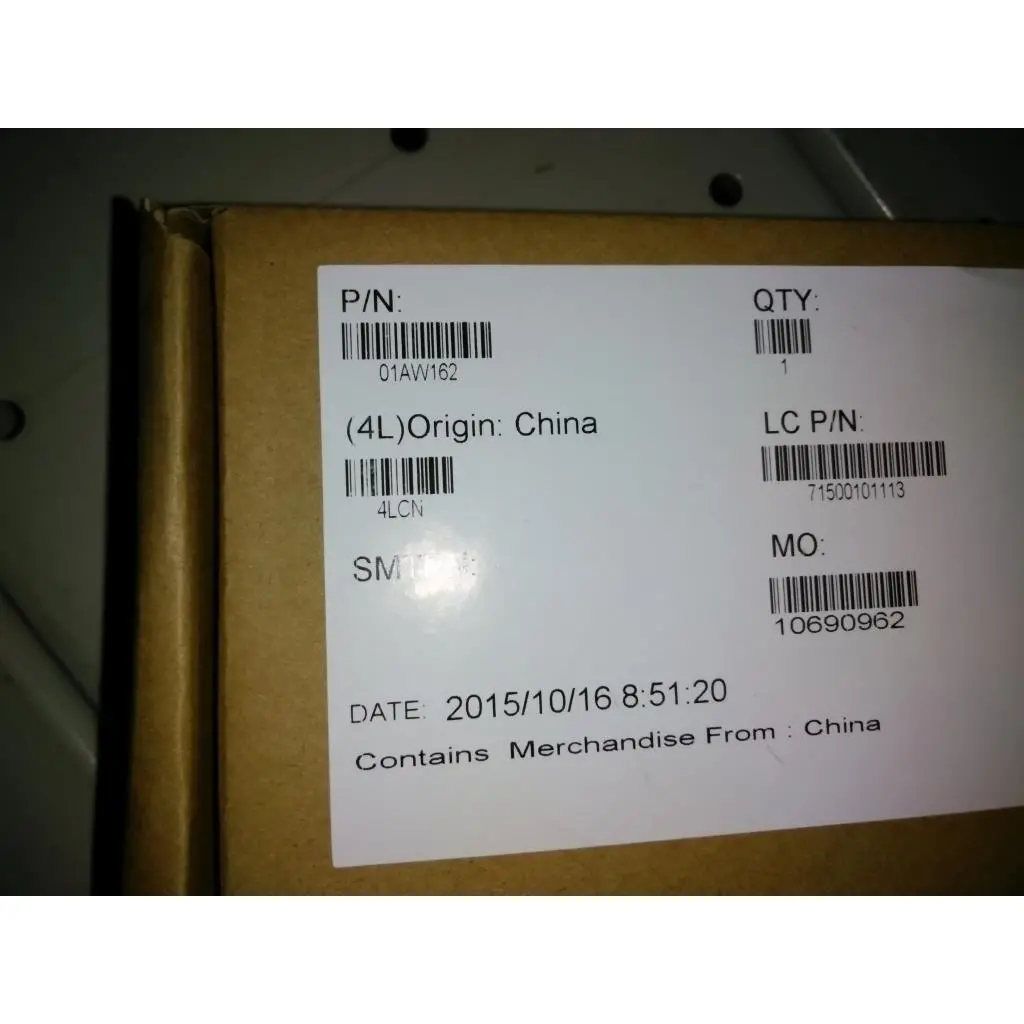 P/N:
01AW162
QTY:
1
(4L)Origin: China
4LCN
LC P/N:
71500101113
MO:
10690962
DATE: 2015/10/16 8:51:20
Contains Merchandise From : China